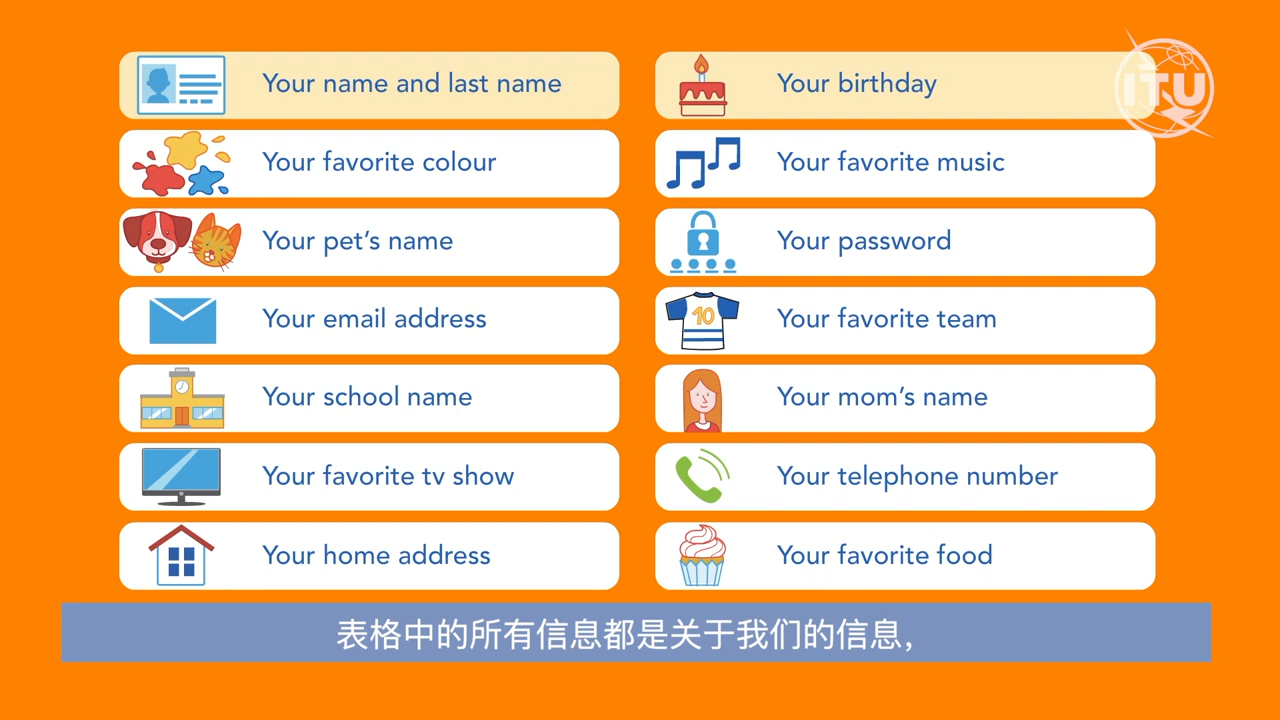 Your name and last name
Your birthday
ITU
Your favorite colour
Your favorite music
Your pet's name
Your password
Your email address
10
Your favorite team
Your school name
Your mom's name
Your favorite tv show
Your telephone number
Your home address
Your favorite food
表格中的所有信息都是关于我们的信息,